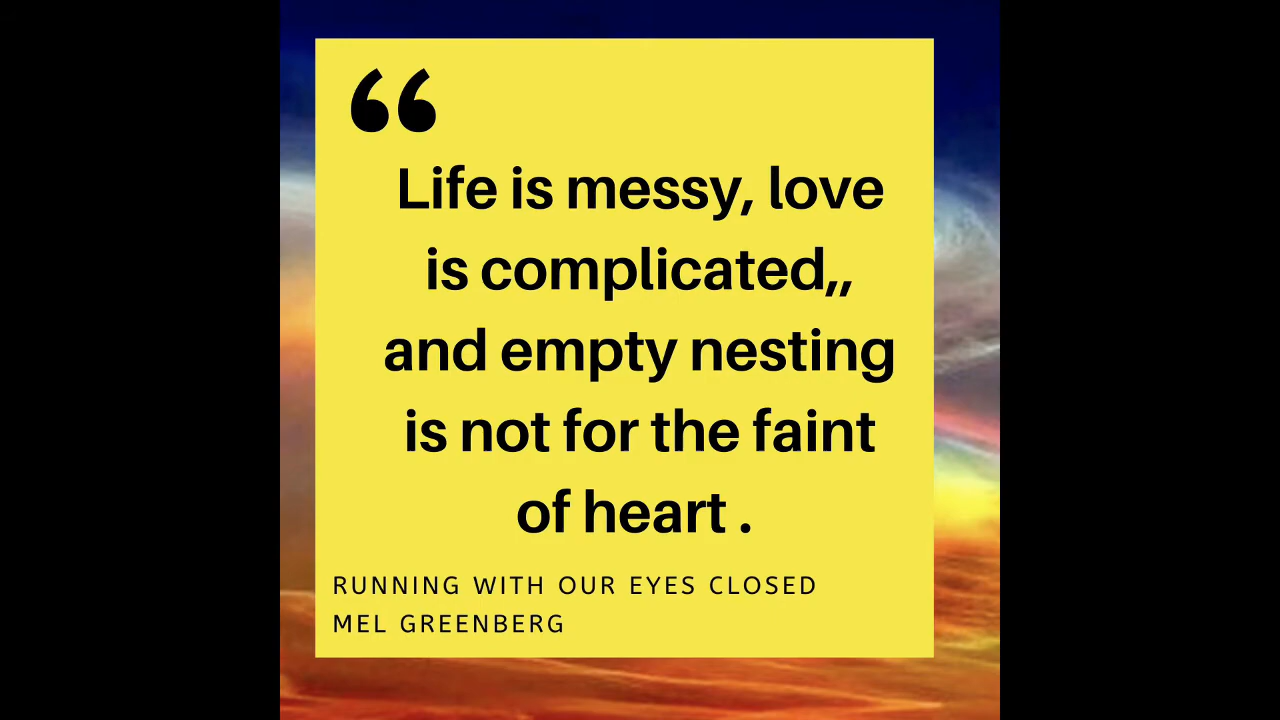 “
Life is messy, love
is complicated,,
and empty nesting
is not for the faint
of heart .
RUNNING WITH OUR EYES CLOSED
MEL GREENBERG